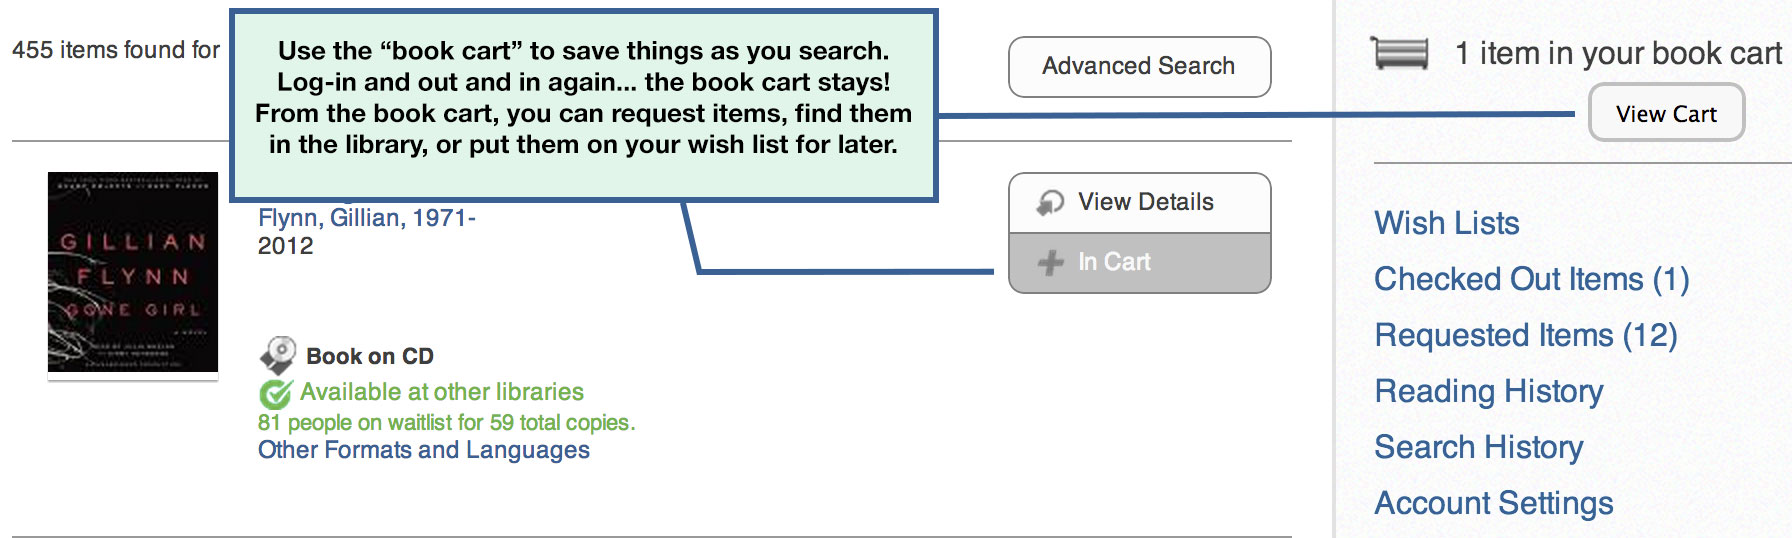 455 items found for
Use the “book cart” to save things as you search.
Log-in and out and in again... the book cart stays!
From the book cart, you can request items, find them
in the library, or put them on your wish list for later.
Advanced Search
1 item in your book cart
View Cart
GILLIAN
FLYNN
GONE GIRL
Flynn, Gillian, 1971-
2012
View Details
In Cart
Book on CD
Available at other libraries
81 people on waitlist for 59 total copies.
Other Formats and Languages
Wish Lists
Checked Out Items (1)
Requested Items (12)
Reading History
Search History
Account Settings